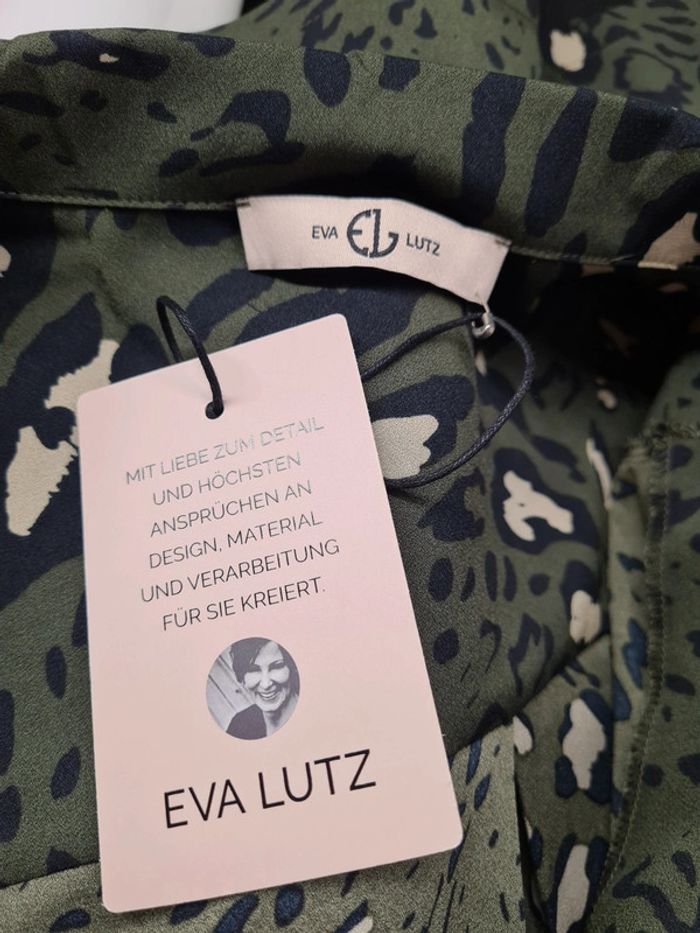 EVA EL LUTZ
MIT LIEBE ZUM DETAIL
UND HÖCHSTEN
ANSPRÜCHEN AN
DESIGN, MATERIAL
UND VERARBEITUNG
FÜR SIE KREIERT.
EVA LUTZ